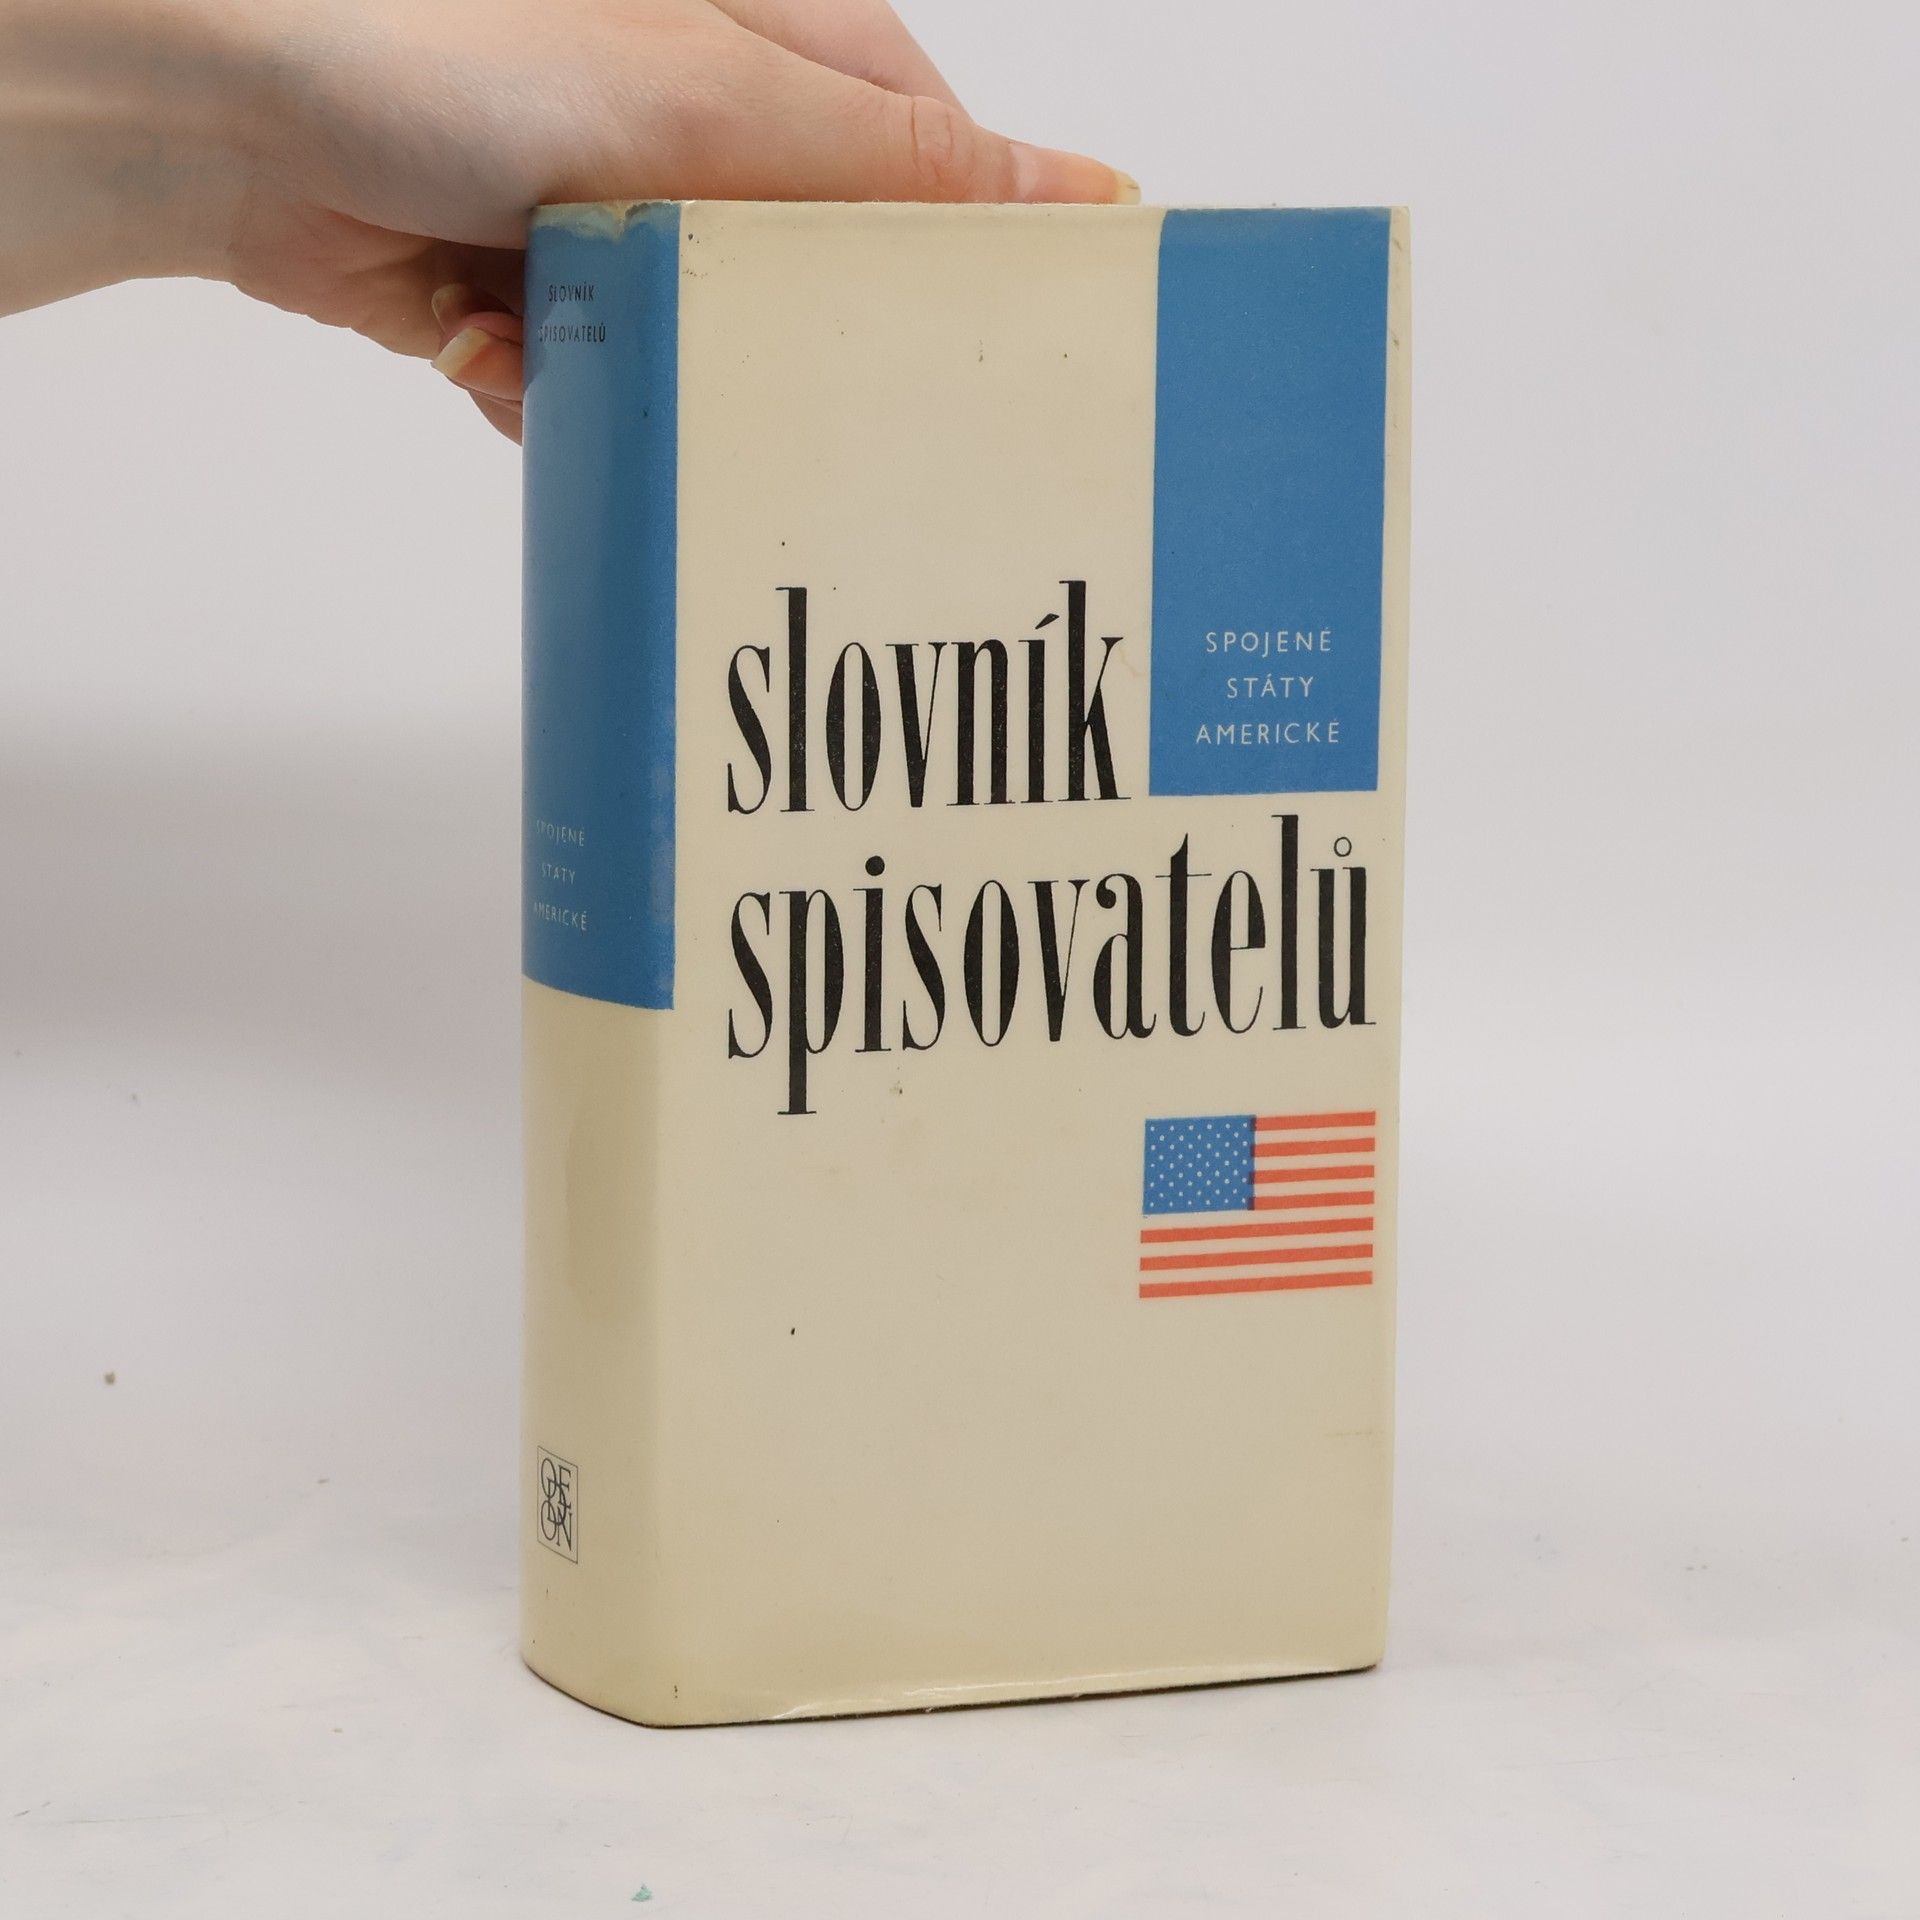 SLOVNÍK
SPISOVATELŮ
SPOJENÉ
STÁTY
AMERICKÉ
ODEON
slovník
spisovatelů
SPOJENÉ
STÁTY
AMERICKÉ